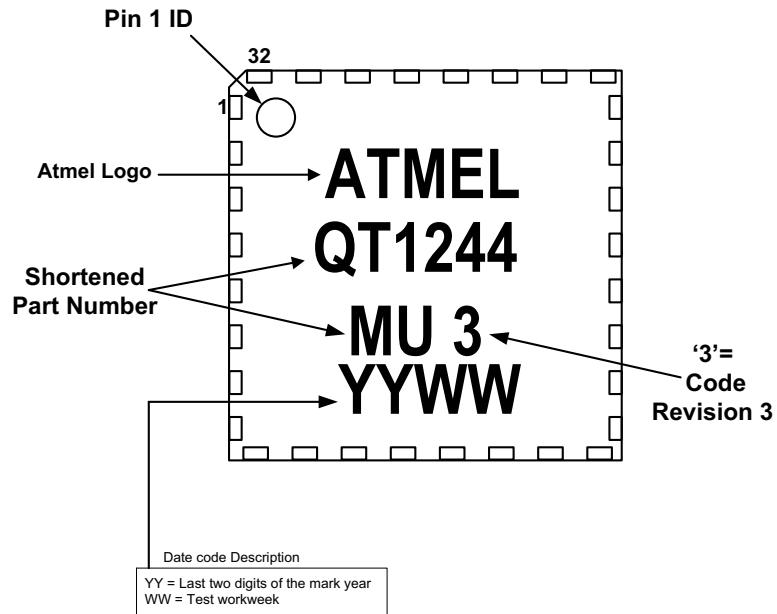 Pin 1 ID
32
1
Atmel Logo
ATMEL
QT1244
Shortened
Part Number
MU 3
YYWW
‘3’=
Code
Revision 3
Date code Description
YY = Last two digits of the mark year
WW = Test workweek